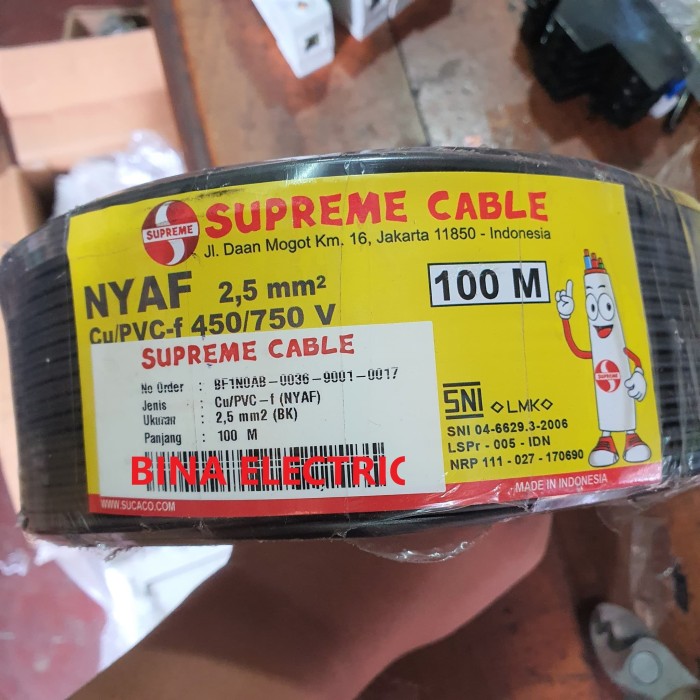 SUPREME
SUPREME CABLE
Jl. Daan Mogot Km. 16, Jakarta 11850 - Indonesia
NYAF 2,5 mm²
100 M
Cu/PVC-f 450/750 V
SUPREME CABLE
No Order : BF1N0AB-0036-9001-0017
Jenis : Cu/PVC-f (NYAF)
Ukuran : 2,5 mm2 (BK)
Panjang : 100 M
BINA ELECTRIC
SNI LMK
SNI 04-6629.3-2006
LSPr - 005 - IDN
NRP 111 - 027 - 170690
SUPREME
WWW.SUCACO.COM
MADE IN INDONESIA